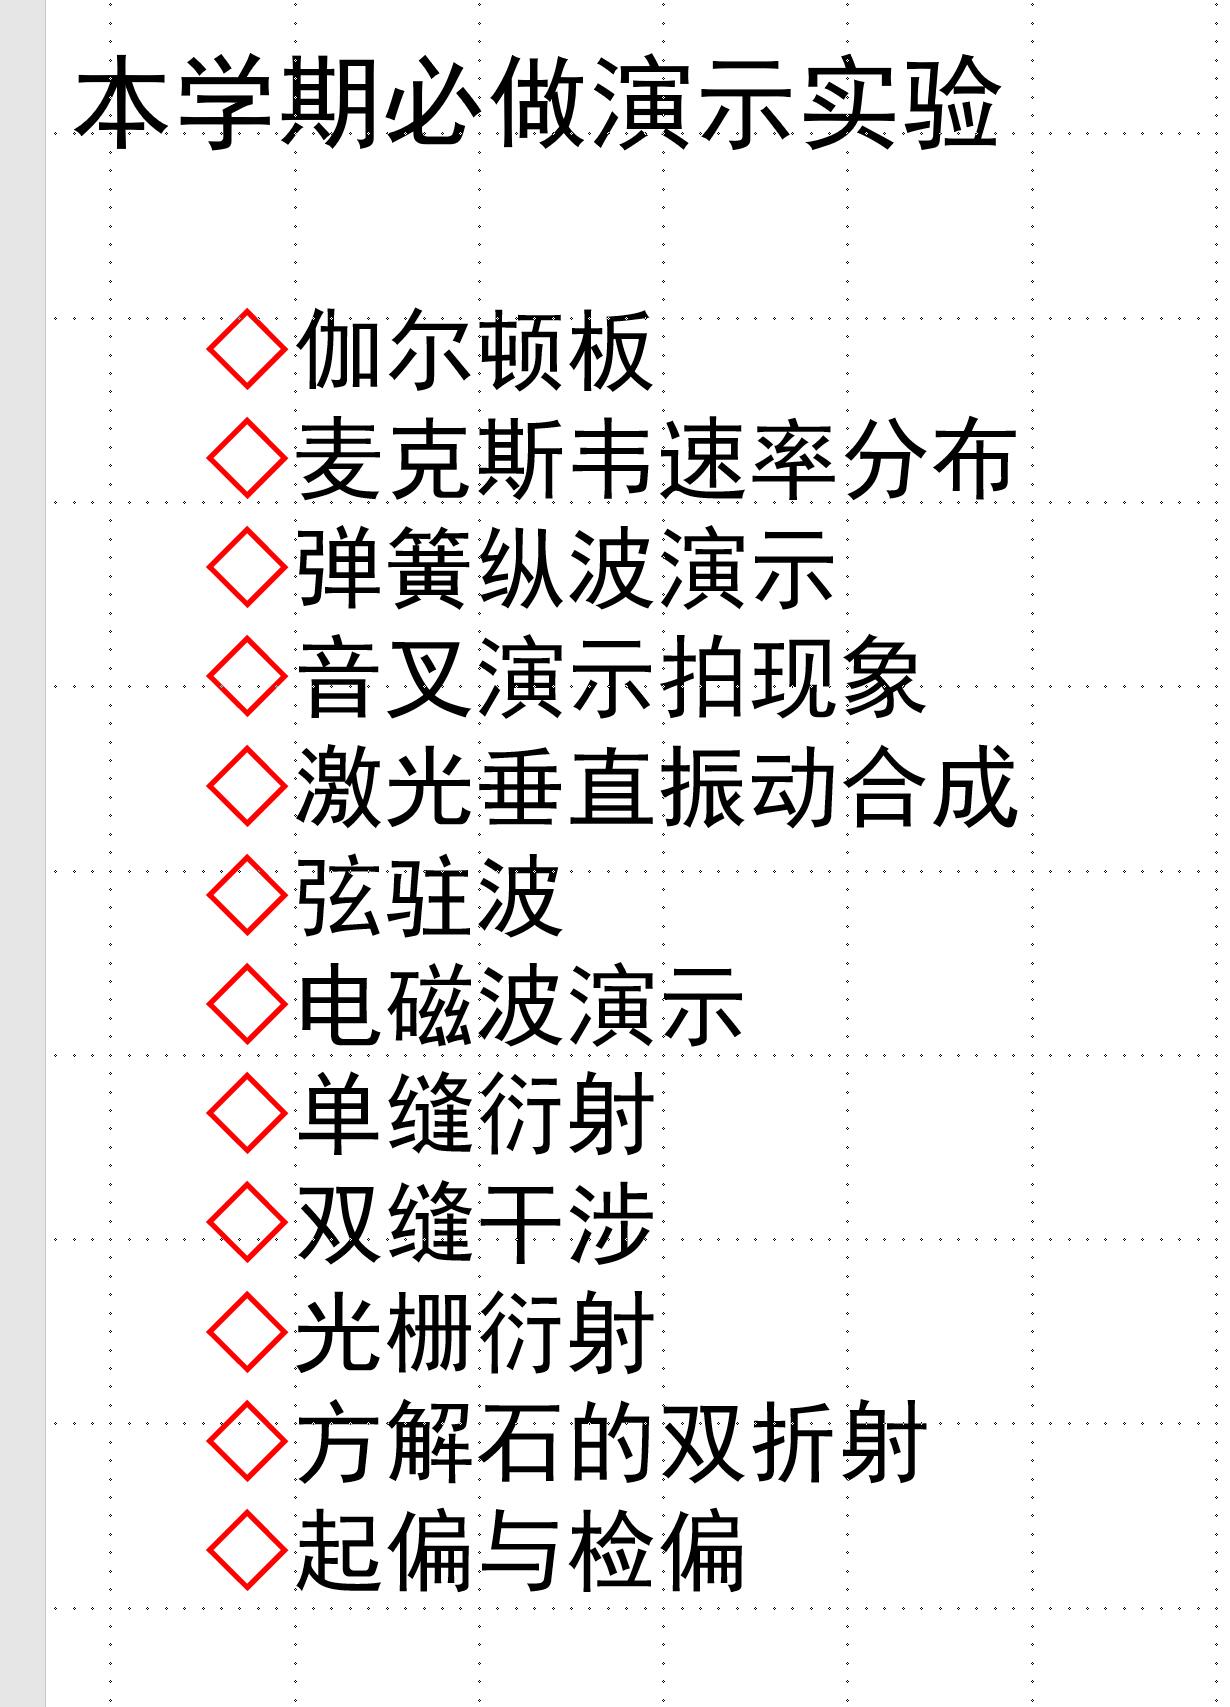 本学期必做演示实验
◇伽尔顿板
◇麦克斯韦速率分布
◇弹簧纵波演示
◇音叉演示拍现象
◇激光垂直振动合成
◇弦驻波
◇电磁波演示
◇单缝衍射
◇双缝干涉
◇光栅衍射
◇方解石的双折射
◇起偏与检偏